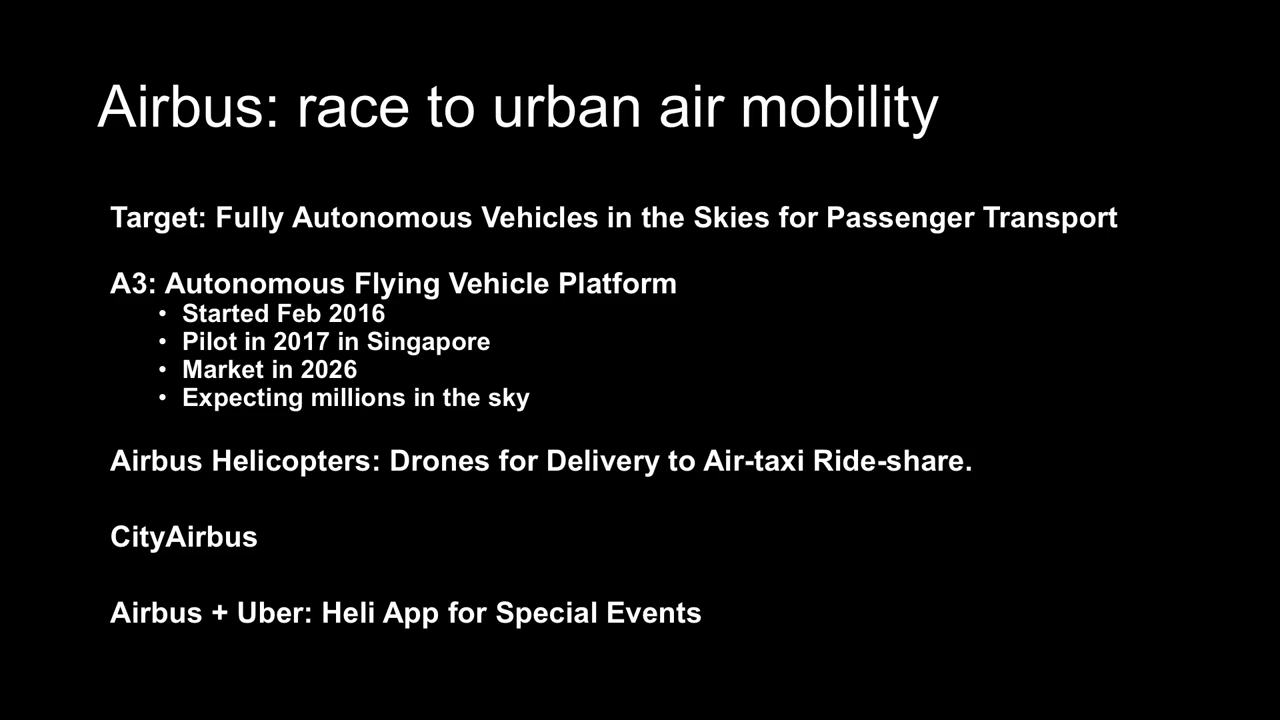 Airbus: race to urban air mobility
Target: Fully Autonomous Vehicles in the Skies for Passenger Transport
A3: Autonomous Flying Vehicle Platform
• Started Feb 2016
• Pilot in 2017 in Singapore
• Market in 2026
• Expecting millions in the sky
Airbus Helicopters: Drones for Delivery to Air-taxi Ride-share.
CityAirbus
Airbus + Uber: Heli App for Special Events